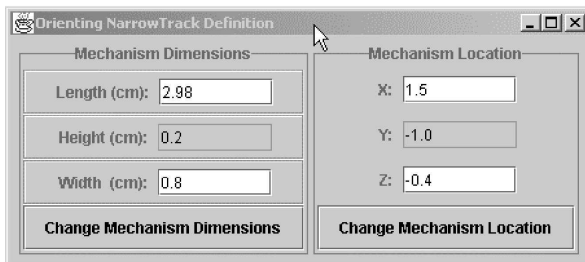 Orienting NarrowTrack Definition
Mechanism Dimensions
Length (cm): 2.98
Height (cm): 0.2
Width (cm): 0.8
Change Mechanism Dimensions
Mechanism Location
X: 1.5
Y: -1.0
Z: -0.4
Change Mechanism Location